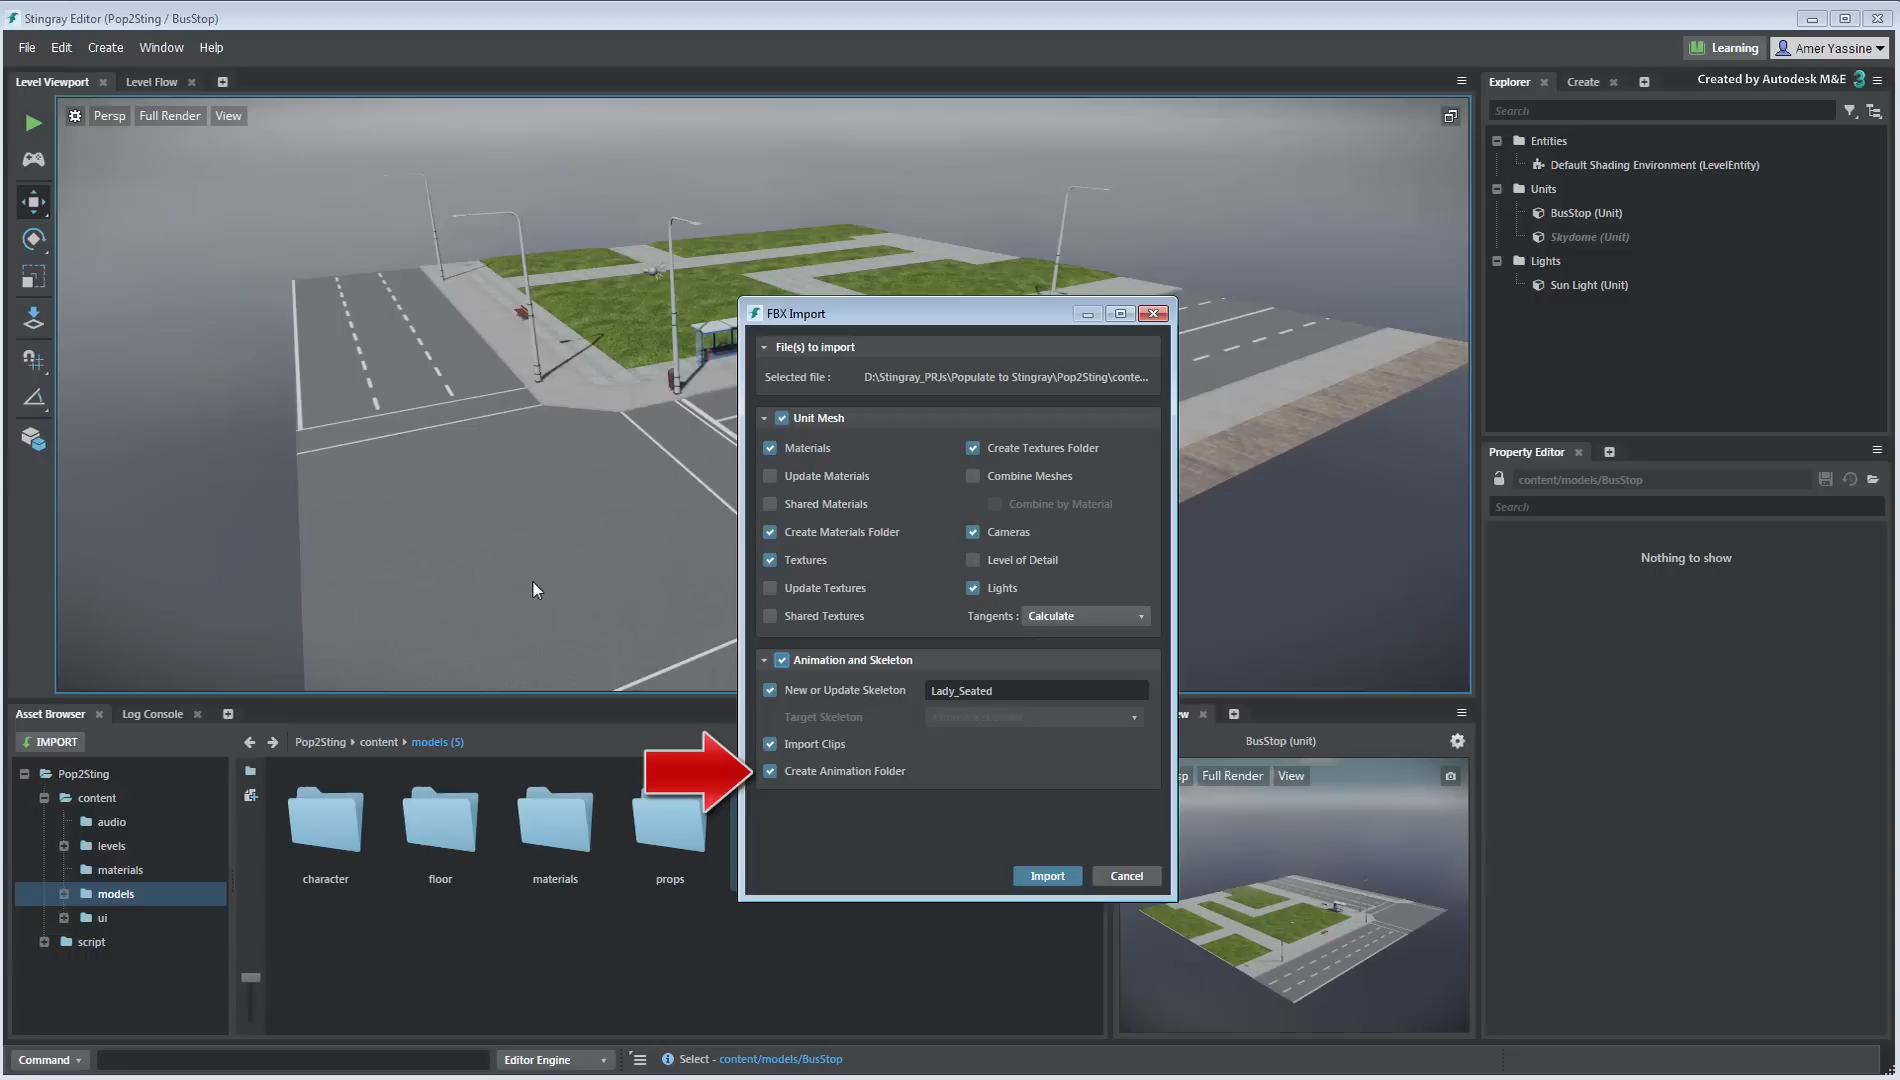 Stingray Editor (Pop2Sting / BusStop)
File Edit Create Window Help
Learning Amer Yassine
Level Viewport Level Flow
Explorer Create Created by Autodesk M&E 3
Persp Full Render View
Search
Entities
Default Shading Environment (LevelEntity)
Units
BusStop (Unit)
Skydome (Unit)
Lights
Sun Light (Unit)
FBX Import
File(s) to import
Selected file : D:\Stingray_PRJs\Populate to Stingray\Pop2Sting\conte...
Unit Mesh
Materials Create Textures Folder
Update Materials Combine Meshes
Shared Materials Combine by Material
Create Materials Folder Cameras
Textures Level of Detail
Update Textures Lights
Shared Textures Tangents : Calculate
Animation and Skeleton
New or Update Skeleton Lady_Seated
Target Skeleton
Import Clips
Create Animation Folder
Import Cancel
Property Editor
content/models/BusStop
Search
Nothing to show
Asset Browser Log Console
IMPORT
Pop2Sting content models (5)
Pop2Sting
content
audio
levels
materials
models
ui
script
character floor materials props
ew
BusStop (unit)
sp Full Render View
Command Editor Engine Select - content/models/BusStop